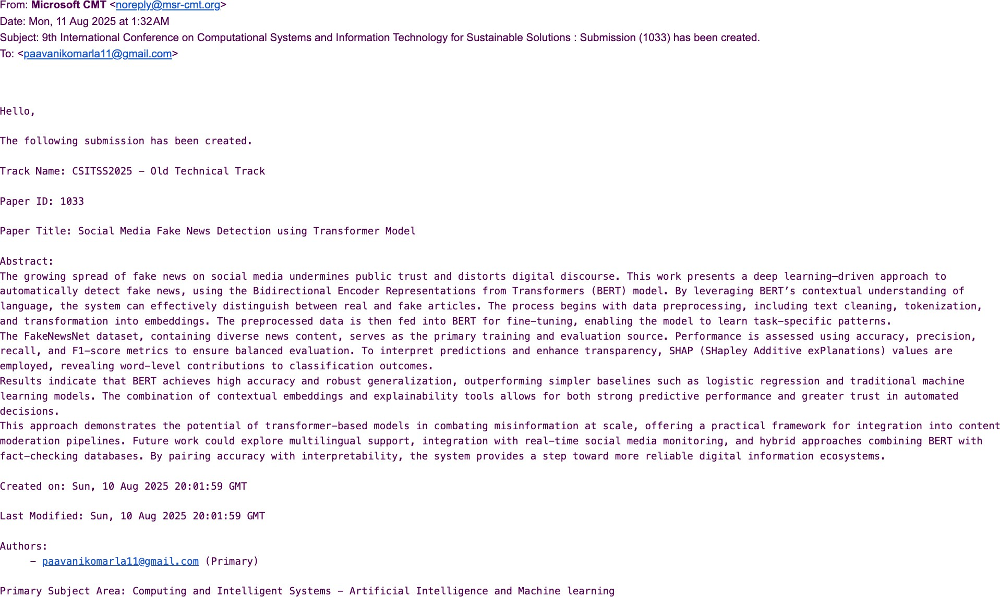 From: Microsoft CMT <noreply@msr-cmt.org>
Date: Mon, 11 Aug 2025 at 1:32 AM
Subject: 9th International Conference on Computational Systems and Information Technology for Sustainable Solutions : Submission (1033) has been created.
To: <paavanikomarla11@gmail.com>
Hello,
The following submission has been created.
Track Name: CSITSS2025 - Old Technical Track
Paper ID: 1033
Paper Title: Social Media Fake News Detection using Transformer Model
Abstract:
The growing spread of fake news on social media undermines public trust and distorts digital discourse. This work presents a deep learning–driven approach to
automatically detect fake news, using the Bidirectional Encoder Representations from Transformers (BERT) model. By leveraging BERT’s contextual understanding of
language, the system can effectively distinguish between real and fake articles. The process begins with data preprocessing, including text cleaning, tokenization,
and transformation into embeddings. The preprocessed data is then fed into BERT for fine-tuning, enabling the model to learn task-specific patterns.
The FakeNewsNet dataset, containing diverse news content, serves as the primary training and evaluation source. Performance is assessed using accuracy, precision,
recall, and F1-score metrics to ensure balanced evaluation. To interpret predictions and enhance transparency, SHAP (SHapley Additive exPlanations) values are
employed, revealing word-level contributions to classification outcomes.
Results indicate that BERT achieves high accuracy and robust generalization, outperforming simpler baselines such as logistic regression and traditional machine
learning models. The combination of contextual embeddings and explainability tools allows for both strong predictive performance and greater trust in automated
decisions.
This approach demonstrates the potential of transformer-based models in combating misinformation at scale, offering a practical framework for integration into content
moderation pipelines. Future work could explore multilingual support, integration with real-time social media monitoring, and hybrid approaches combining BERT with
fact-checking databases. By pairing accuracy with interpretability, the system provides a step toward more reliable digital information ecosystems.
Created on: Sun, 10 Aug 2025 20:01:59 GMT
Last Modified: Sun, 10 Aug 2025 20:01:59 GMT
Authors:
- paavanikomarla11@gmail.com (Primary)
Primary Subject Area: Computing and Intelligent Systems - Artificial Intelligence and Machine learning